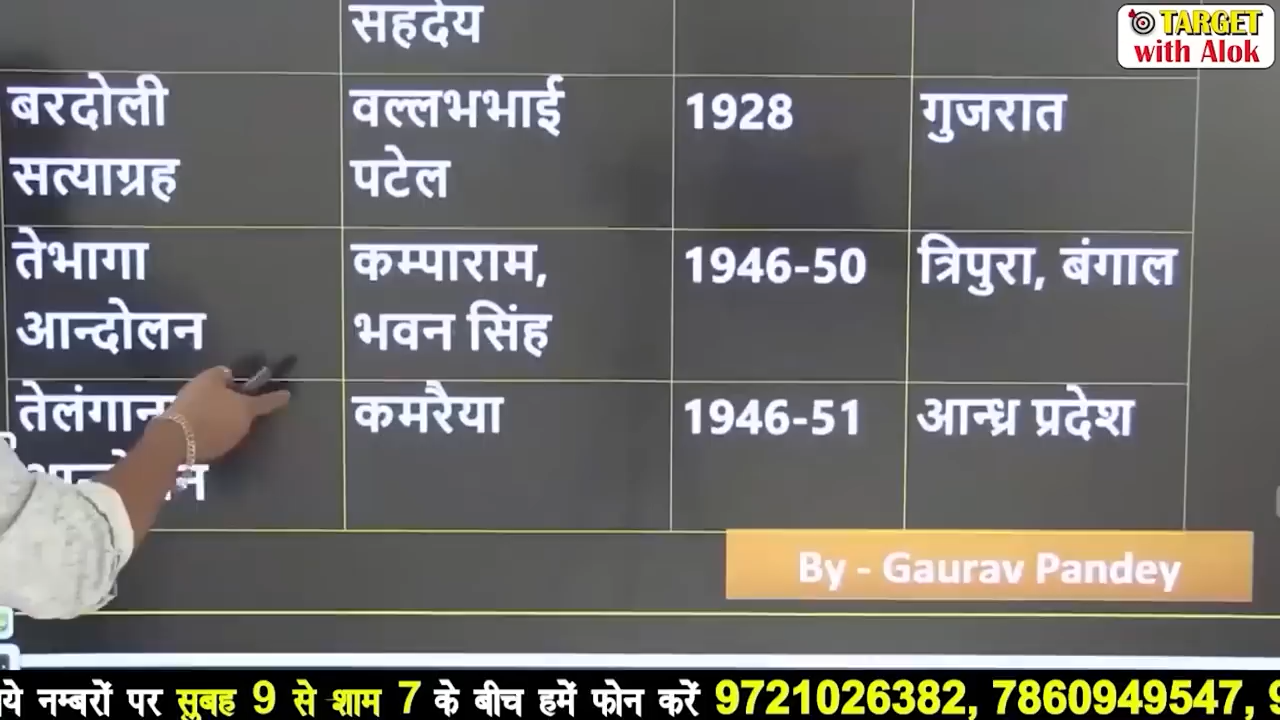 TARGET
with Alok
सहदेय
बरदोली
सत्याग्रह
वल्लभभाई
पटेल
1928
गुजरात
तेभागा
आन्दोलन
कम्पाराम,
भवन सिंह
1946-50
त्रिपुरा, बंगाल
कमरैया
1946-51
आन्ध्र प्रदेश
By - Gaurav Pandey
नम्बरों पर सुबह 9 से शाम 7 के बीच हमें फोन करें 9721026382, 7860949547,